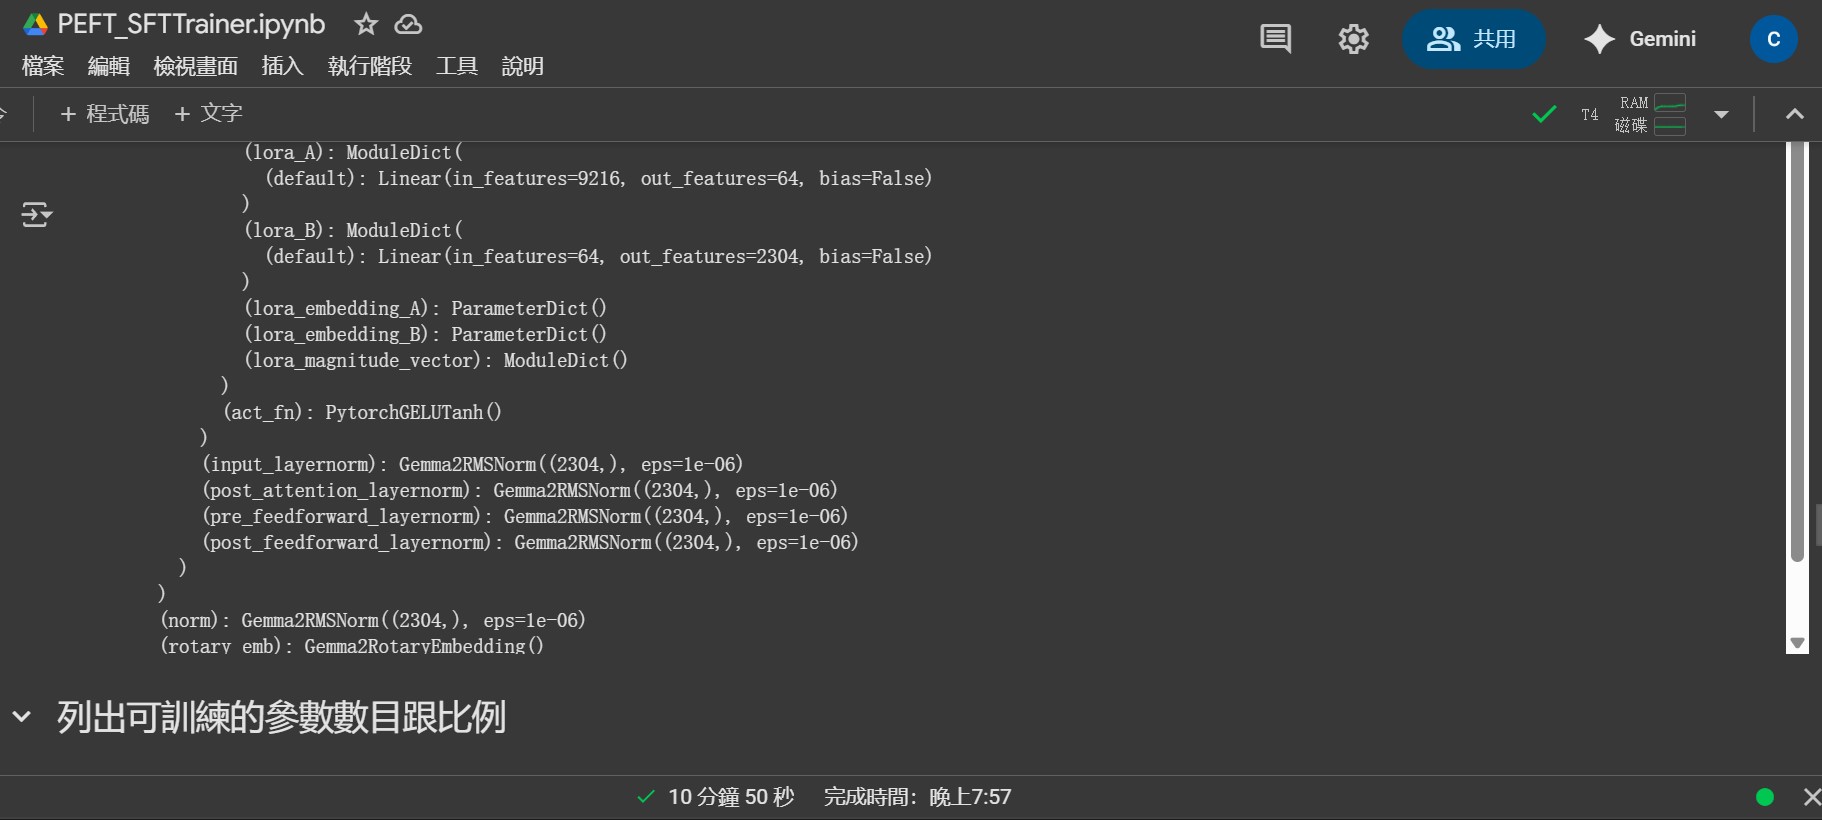 PEFT_SFTTrainer.ipynb
檔案 編輯 檢視畫面 插入 執行階段 工具 說明
共用
Gemini
C
+ 程式碼 + 文字
T4
RAM
磁碟
(lora_A): ModuleDict(
(default): Linear(in_features=9216, out_features=64, bias=False)
)
(lora_B): ModuleDict(
(default): Linear(in_features=64, out_features=2304, bias=False)
)
(lora_embedding_A): ParameterDict()
(lora_embedding_B): ParameterDict()
(lora_magnitude_vector): ModuleDict()
)
(act_fn): PytorchGELUTanh()
)
(input_layernorm): Gemma2RMSNorm((2304,), eps=1e-06)
(post_attention_layernorm): Gemma2RMSNorm((2304,), eps=1e-06)
(pre_feedforward_layernorm): Gemma2RMSNorm((2304,), eps=1e-06)
(post_feedforward_layernorm): Gemma2RMSNorm((2304,), eps=1e-06)
)
)
(norm): Gemma2RMSNorm((2304,), eps=1e-06)
(rotary_emb): Gemma2RotaryEmbedding()
列出可訓練的參數數目跟比例
10 分鐘 50 秒 完成時間：晚上7:57